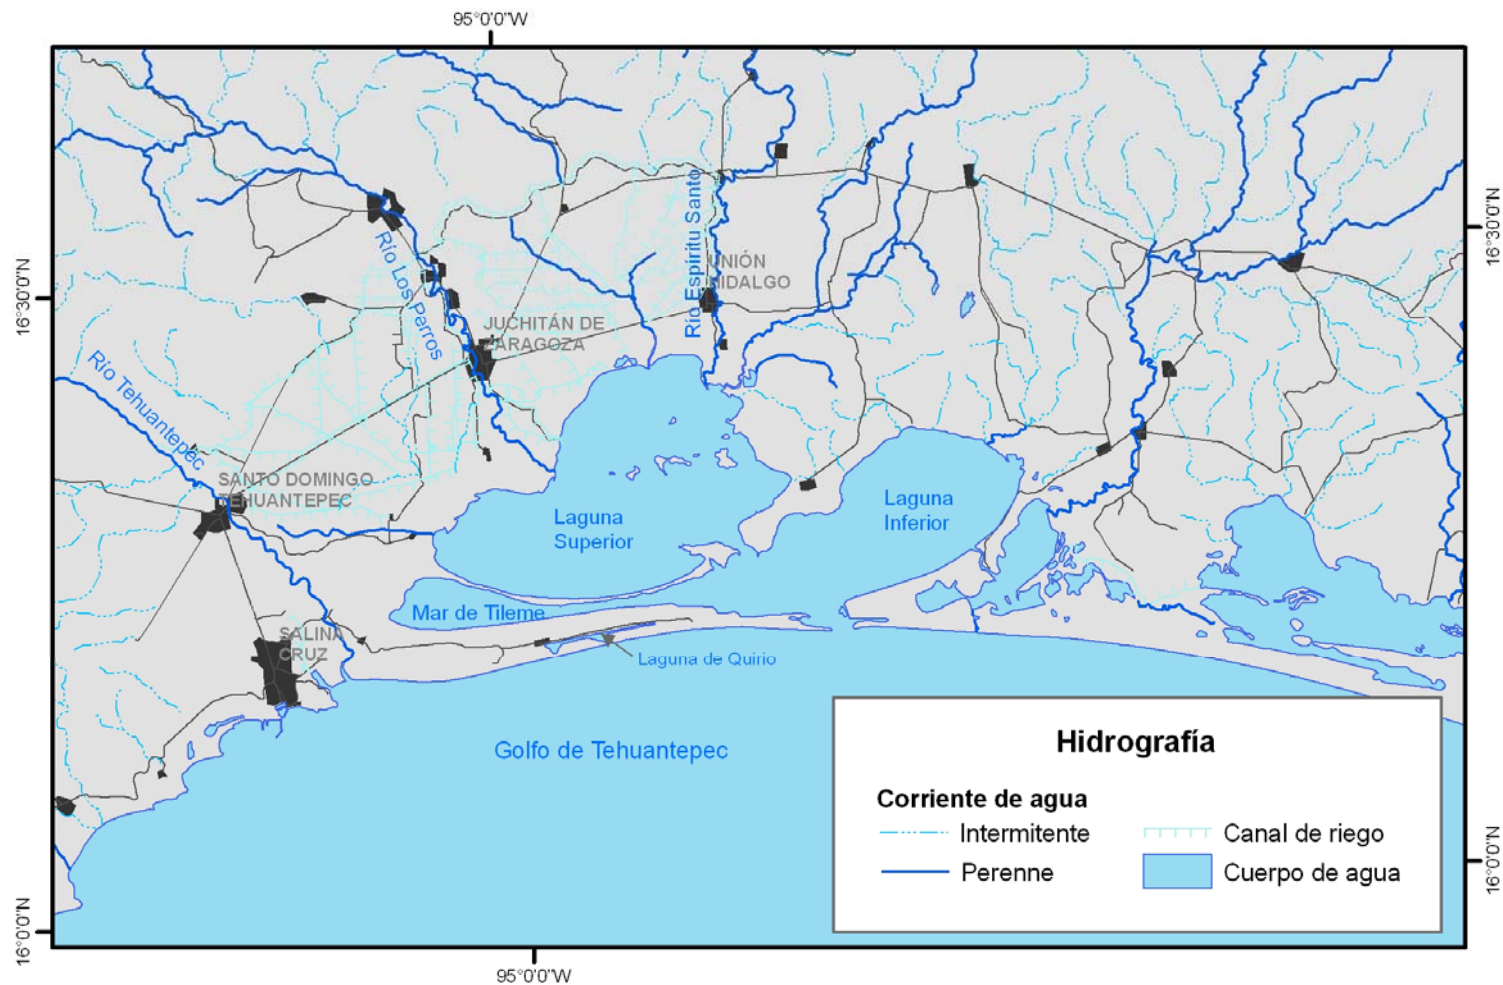 95°0'0"W
16°30'0"N
16°30'0"N
Río Espíritu Santo
Río Los Perros
UNIÓN
HIDALGO
JUCHITÁN DE
ZARAGOZA
Río Tehuantepec
SANTO DOMINGO
TEHUANTEPEC
Laguna
Superior
Laguna
Inferior
Mar de Tileme
SALINA
CRUZ
Laguna de Quirio
Golfo de Tehuantepec
Hidrografía
Corriente de agua
Intermitente
Canal de riego
Perenne
Cuerpo de agua
16°0'0"N
16°0'0"N
95°0'0"W